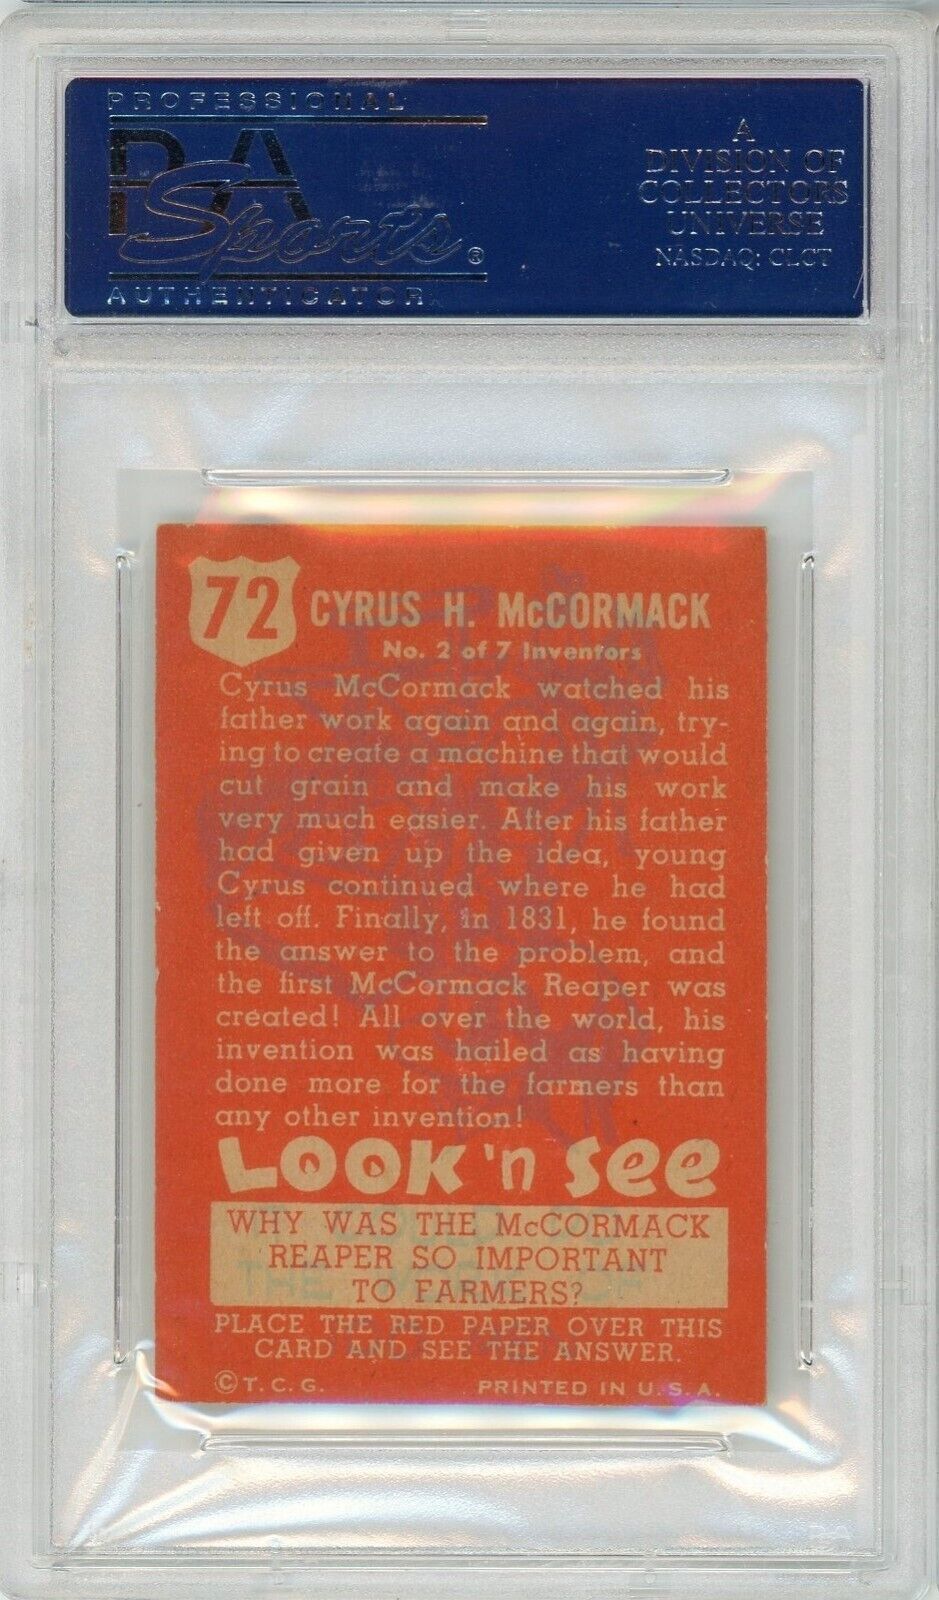 PROFESSIONAL
PSA
Sports®
AUTHENTICATOR
A
DIVISION OF
COLLECTORS
UNIVERSE
NASDAQ: CLCT
72
CYRUS H. McCORMACK
No. 2 of 7 Inventors
Cyrus McCormack watched his
father work again and again, try-
ing to create a machine that would
cut grain and make his work
very much easier. After his father
had given up the idea, young
Cyrus continued where he had
left off. Finally, in 1831, he found
the answer to the problem, and
the first McCormack Reaper was
created! All over the world, his
invention was hailed as having
done more for the farmers than
any other invention!
LOOK 'n SEE
WHY WAS THE McCORMACK
REAPER SO IMPORTANT
TO FARMERS?
PLACE THE RED PAPER OVER THIS
CARD AND SEE THE ANSWER.
© T. C. G. PRINTED IN U. S. A.